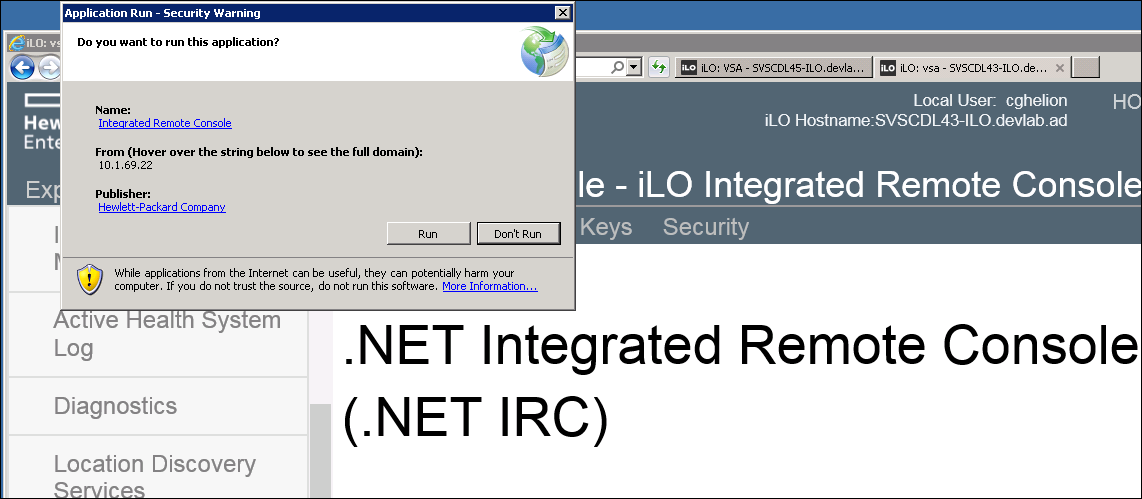 Application Run - Security Warning
Do you want to run this application?
Name:
Integrated Remote Console
From (Hover over the string below to see the full domain):
10.1.69.22
Publisher:
Hewlett-Packard Company
Run
Don't Run
While applications from the Internet can be useful, they can potentially harm your
computer. If you do not trust the source, do not run this software. More Information...
iLO: vs
iLO iLO: VSA - SVSCDL45-ILO.devla...
iLO iLO: vsa - SVSCDL43-ILO.de...
Hew
Ente
Local User: cghelion
iLO Hostname:SVSCDL43-ILO.devlab.ad
HO
Exp
le - iLO Integrated Remote Console
Keys
Security
Active Health System
Log
Diagnostics
Location Discovery
Services
.NET Integrated Remote Console
(.NET IRC)